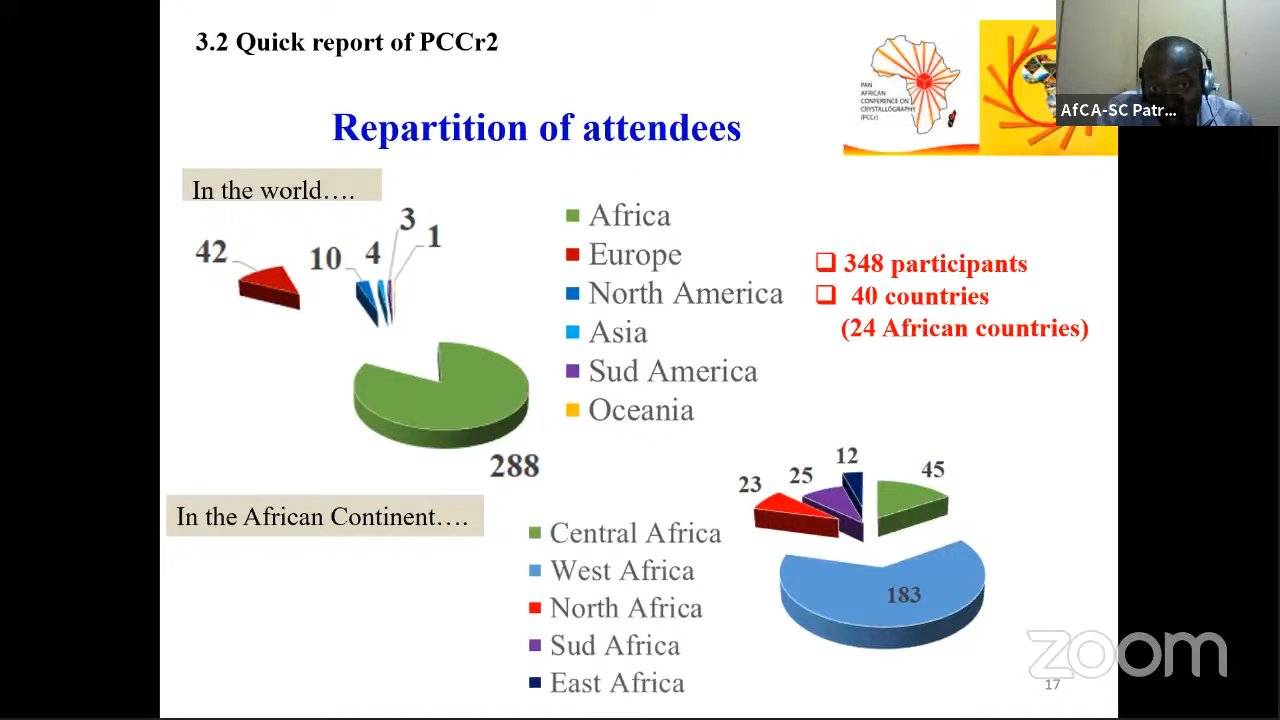 3.2 Quick report of PCCr2
PAN
AFRICAN
CONFERENCE ON
CRYSTALLOGRAPHY
(PCCr)
AfCA-SC Patr...
Repartition of attendees
In the world….
42
10
4
3
1
288
Africa
Europe
North America
Asia
Sud America
Oceania
348 participants
40 countries
(24 African countries)
In the African Continent….
Central Africa
West Africa
North Africa
Sud Africa
East Africa
23
25
12
45
183
zoom
17